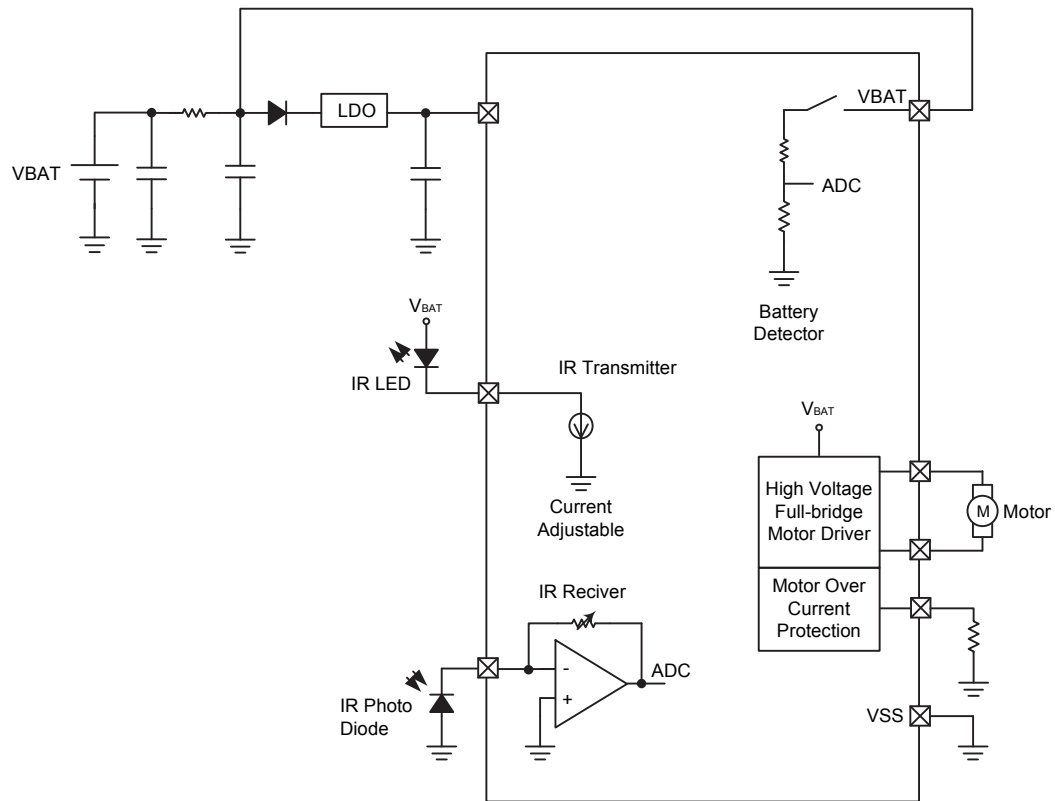 LDO
VBAT
VBAT
ADC
Battery
Detector
VBAT
IR LED
IR Transmitter
Current
Adjustable
VBAT
High Voltage
Full-bridge
Motor Driver
M
Motor
Motor Over
Current
Protection
IR Reciver
-
+
ADC
IR Photo
Diode
VSS